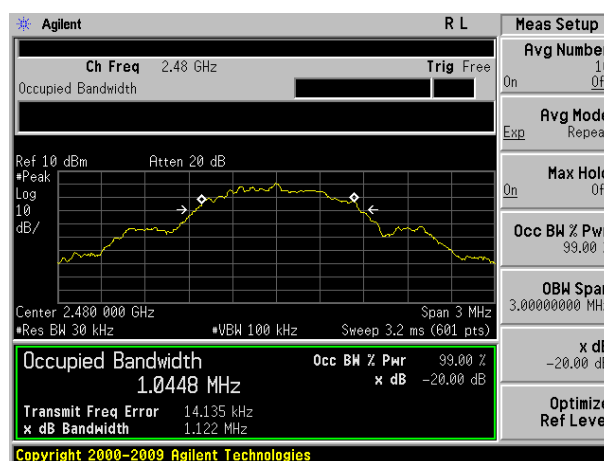 Agilent R L Meas Setup
Ch Freq 2.48 GHz Trig Free
Occupied Bandwidth
Ref 10 dBm Atten 20 dB
#Peak
Log
10
dB/
Center 2.480 000 GHz Span 3 MHz
#Res BW 30 kHz #VBW 100 kHz Sweep 3.2 ms (601 pts)
Occupied Bandwidth Occ BW % Pwr 99.00 %
1.0448 MHz x dB -20.00 dB
Transmit Freq Error 14.135 kHz
x dB Bandwidth 1.122 MHz
Copyright 2000-2009 Agilent Technologies
Avg Number
10
On Of
Avg Mode
Exp Repea
Max Hold
On Of
Occ BW % Pwr
99.00
OBW Span
3.00000000 MH
x dB
-20.00 dB
Optimize
Ref Level